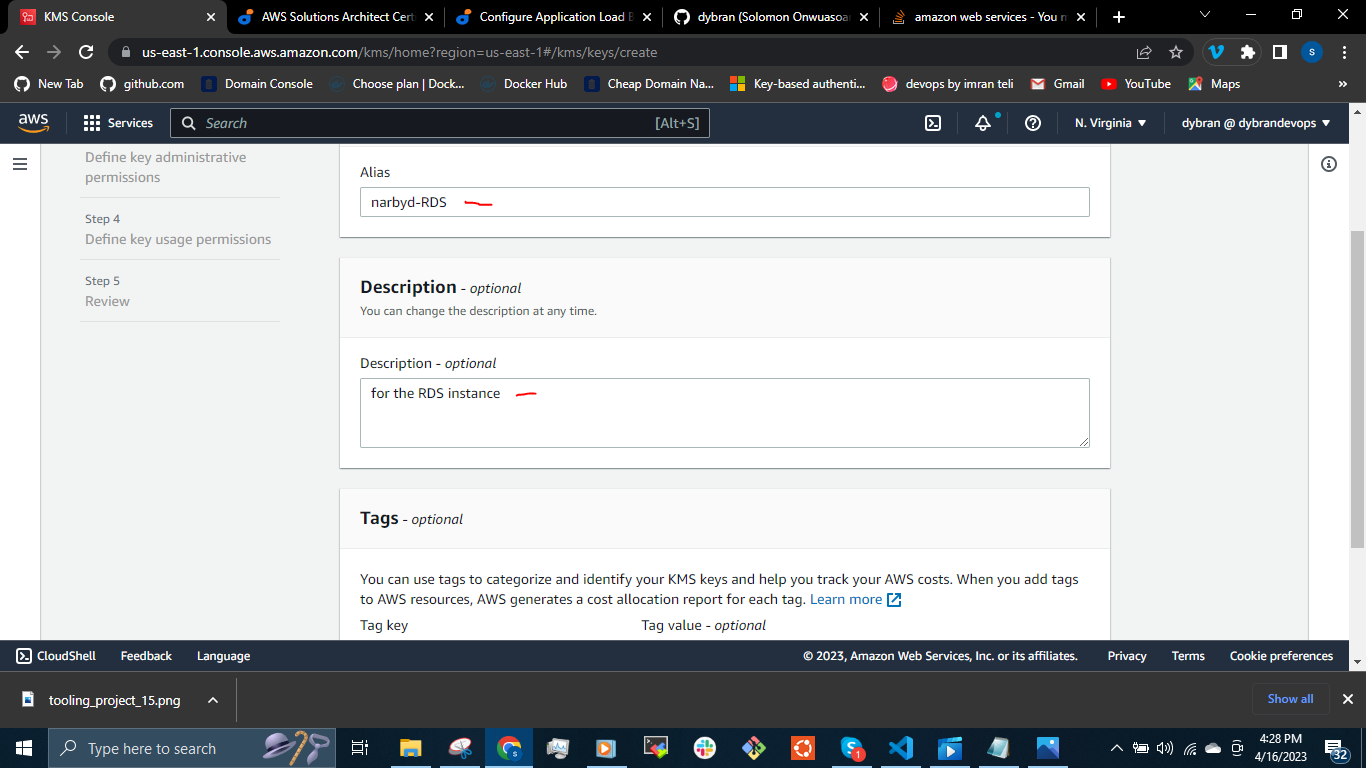 KMS Console
AWS Solutions Architect Cert
Configure Application Load B
dybran (Solomon Onwuasoa
amazon web services - You n
us-east-1.console.aws.amazon.com/kms/home?region=us-east-1#/kms/keys/create
S
New Tab
github.com
Domain Console
Choose plan | Dock...
Docker Hub
Cheap Domain Na...
Key-based authenti...
devops by imran teli
Gmail
YouTube
Maps
»
aws
Services
Search
[Alt+S]
N. Virginia
dybran @ dybrandevops
Define key administrative
permissions
Step 4
Define key usage permissions
Step 5
Review
Alias
narbyd-RDS
Description - optional
You can change the description at any time.
Description - optional
for the RDS instance
Tags - optional
You can use tags to categorize and identify your KMS keys and help you track your AWS costs. When you add tags
to AWS resources, AWS generates a cost allocation report for each tag. Learn more
Tag key
Tag value - optional
CloudShell
Feedback
Language
© 2023, Amazon Web Services, Inc. or its affiliates.
Privacy
Terms
Cookie preferences
tooling_project_15.png
Show all
Type here to search
1
4:28 PM
4/16/2023
32